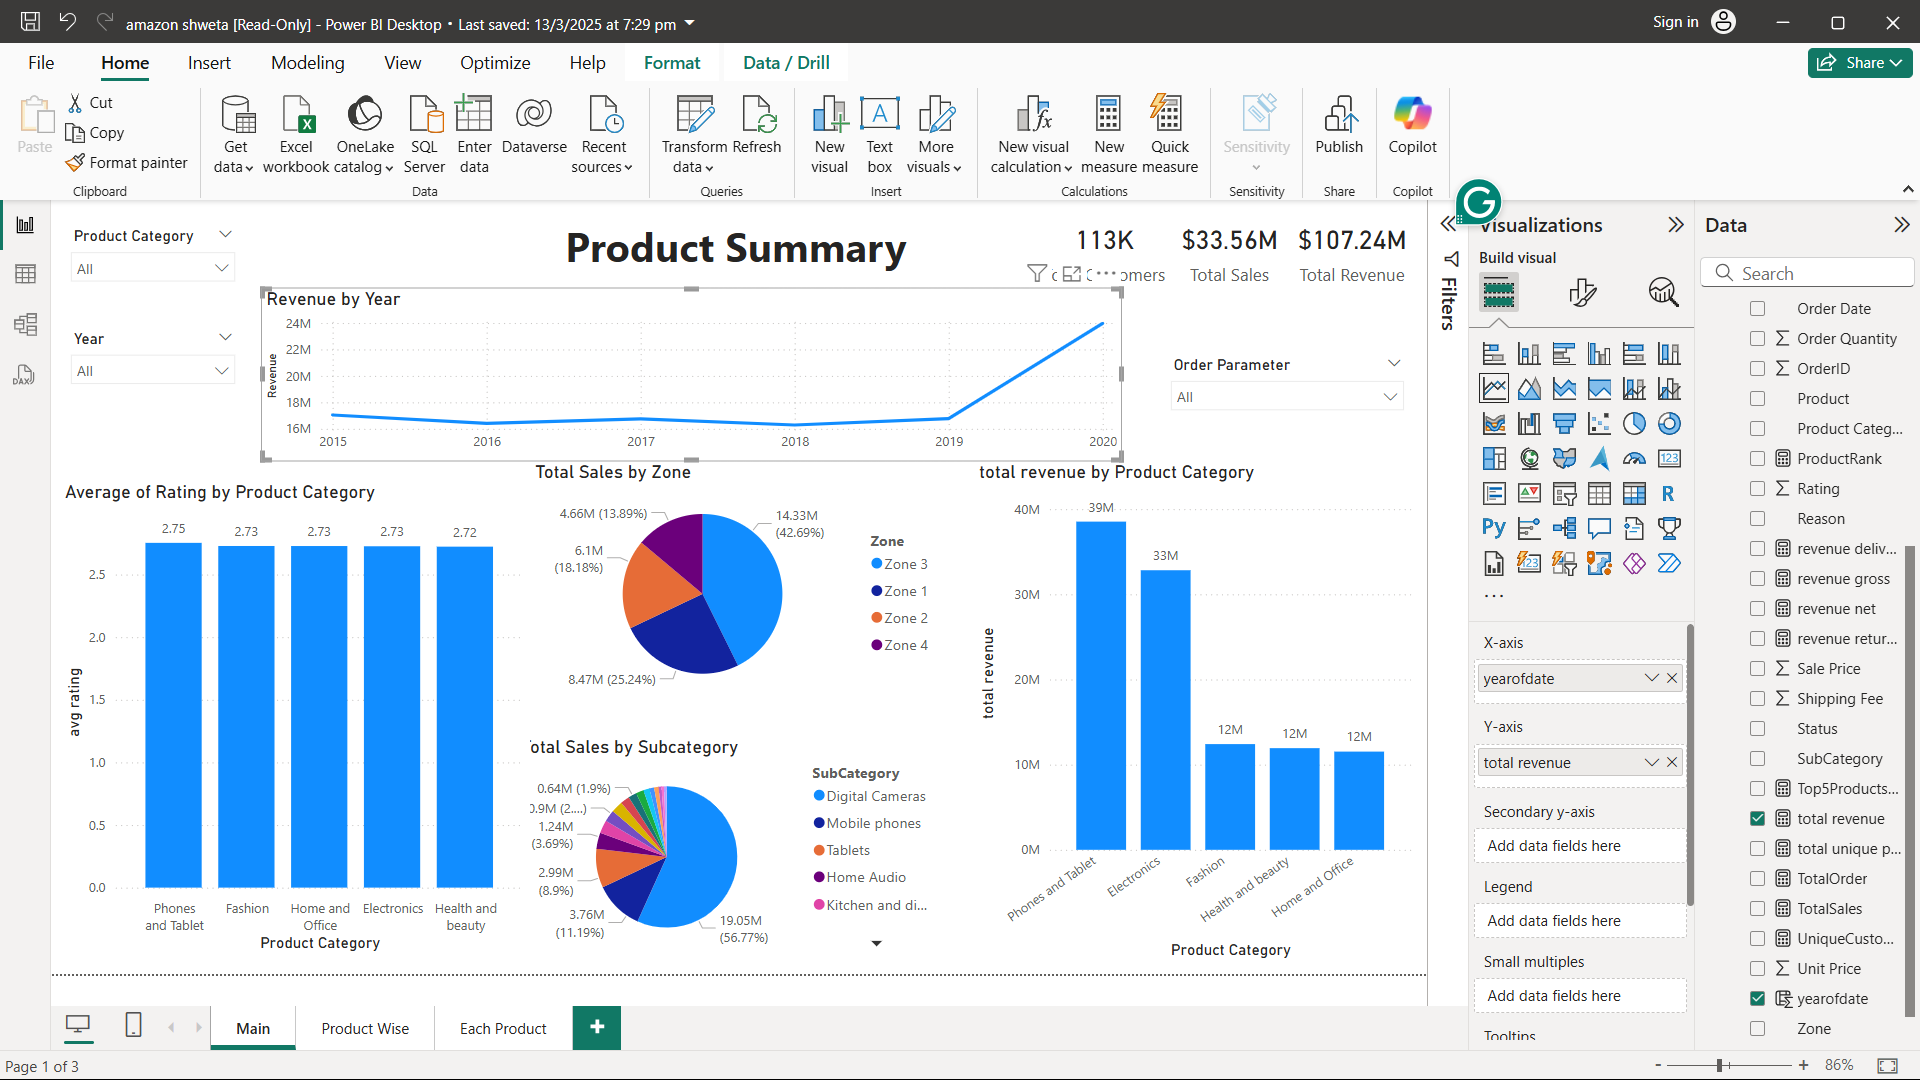 amazon shweta [Read-Only] - Power BI Desktop • Last saved: 13/3/2025 at 7:29 pm
Sign in
File Home Insert Modeling View Optimize Help Format Data / Drill
Share
Paste
Cut
Copy
Format painter
Clipboard
Get data
Excel workbook
OneLake catalog
SQL Server
Enter data
Dataverse
Recent sources
Data
Transform data
Refresh
Queries
New visual
Text box
More visuals
Insert
New visual calculation
New measure
Quick measure
Calculations
Sensitivity
Sensitivity
Publish
Share
Copilot
Copilot
Product Category
All
Year
All
Product Summary
113K
omers
$33.56M
Total Sales
$107.24M
Total Revenue
Order Parameter
All
Revenue by Year
Revenue
24M
22M
20M
18M
16M
2015 2016 2017 2018 2019 2020
Average of Rating by Product Category
avg rating
2.5
2.0
1.5
1.0
0.5
0.0
2.75 2.73 2.73 2.73 2.72
Phones and Tablet
Fashion
Home and Office
Electronics
Health and beauty
Product Category
Total Sales by Zone
4.66M (13.89%)
14.33M (42.69%)
6.1M (18.18%)
8.47M (25.24%)
Zone
Zone 3
Zone 1
Zone 2
Zone 4
otal Sales by Subcategory
0.64M (1.9%)
0.9M (2....)
1.24M (3.69%)
2.99M (8.9%)
3.76M (11.19%)
19.05M (56.77%)
SubCategory
Digital Cameras
Mobile phones
Tablets
Home Audio
Kitchen and di...
total revenue by Product Category
total revenue
40M
30M
20M
10M
0M
39M 33M 12M 12M 12M
Phones and Tablet
Electronics
Fashion
Health and beauty
Home and Office
Product Category
Filters
Visualizations
Build visual
X-axis
yearofdate
Y-axis
total revenue
Secondary y-axis
Add data fields here
Legend
Add data fields here
Small multiples
Add data fields here
Tooltips
Data
Search
Order Date
Order Quantity
OrderID
Product
Product Categ...
ProductRank
Rating
Reason
revenue deliv...
revenue gross
revenue net
revenue retur...
Sale Price
Shipping Fee
Status
SubCategory
Top5Products...
total revenue
total unique p...
TotalOrder
TotalSales
UniqueCusto...
Unit Price
yearofdate
Zone
Main
Product Wise
Each Product
Page 1 of 3
86%